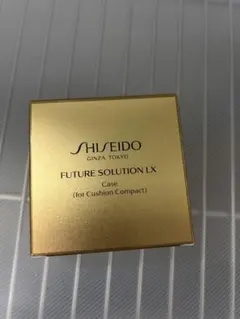 SHISEIDO
GINZA TOKYO
FUTURE SOLUTION LX
Case
(for Cushion Compact)